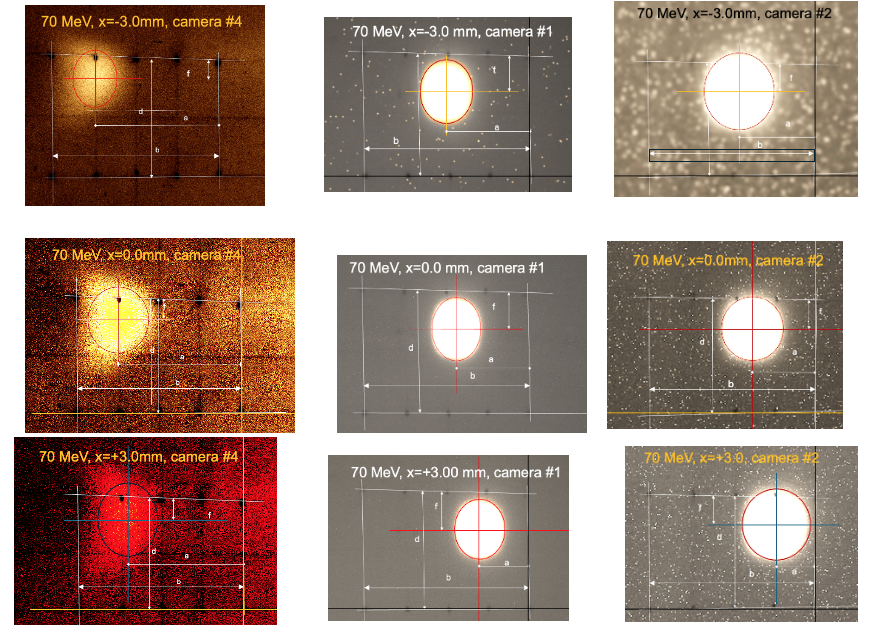 70 MeV, x=-3.0mm, camera #4
f
d
a
b
70 MeV, x=-3.0 mm, camera #1
f
a
b
70 MeV, x=-3.0mm, camera #2
f
a
b
70 MeV, x=0.0mm, camera #4
f
d
a
b
70 MeV, x=0.0 mm, camera #1
f
d
a
b
70 MeV, x=0.0mm, camera #2
f
d
a
b
70 MeV, x=+3.0mm, camera #4
f
d
a
b
70 MeV, x=+3.00 mm, camera #1
f
d
a
b
70 MeV, x=+3.0, camera #2
f
d
b
a